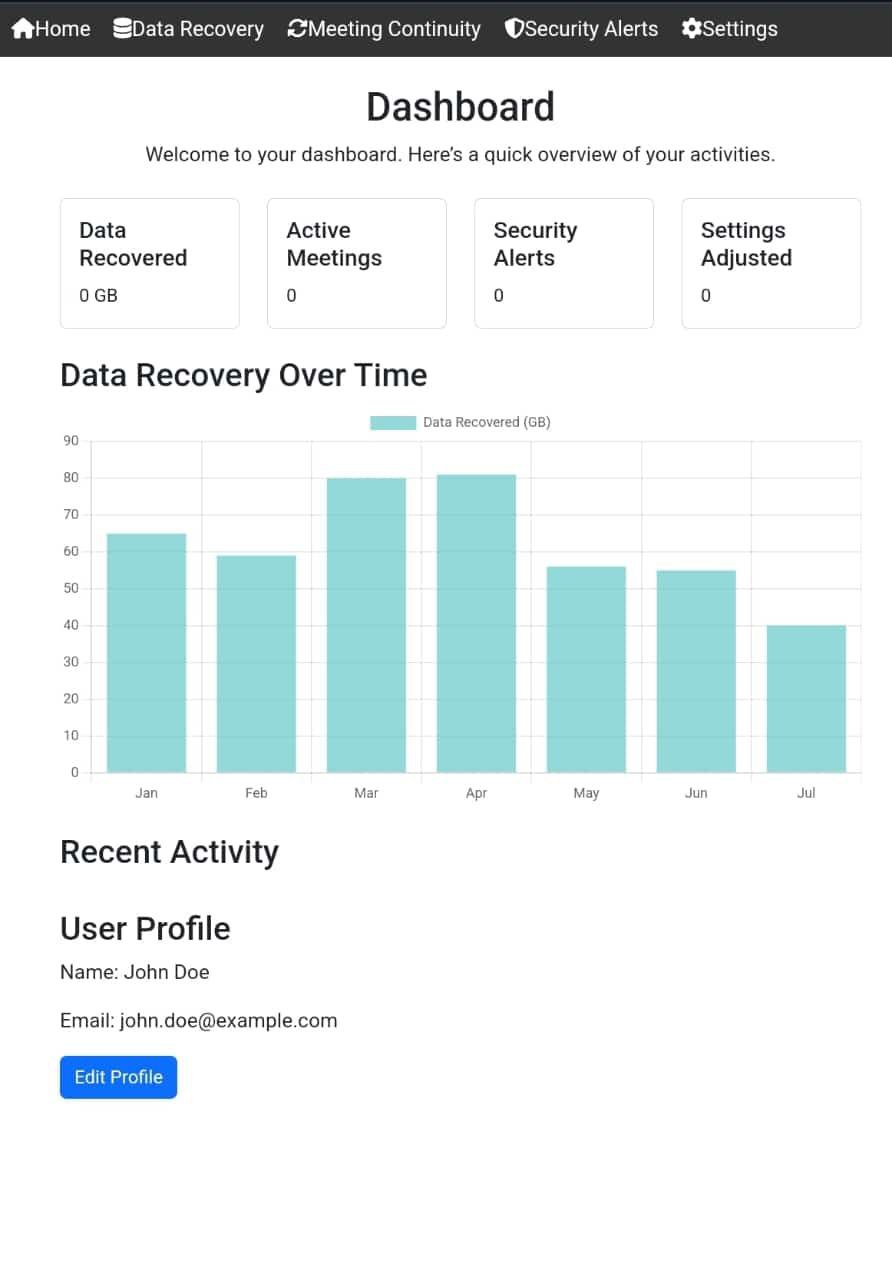 Home Data Recovery Meeting Continuity Security Alerts Settings
Dashboard
Welcome to your dashboard. Here’s a quick overview of your activities.
Data
Recovered
0 GB
Active
Meetings
0
Security
Alerts
0
Settings
Adjusted
0
Data Recovery Over Time
Data Recovered (GB)
90
80
70
60
50
40
30
20
10
0
Jan Feb Mar Apr May Jun Jul
Recent Activity
User Profile
Name: John Doe
Email: john.doe@example.com
Edit Profile